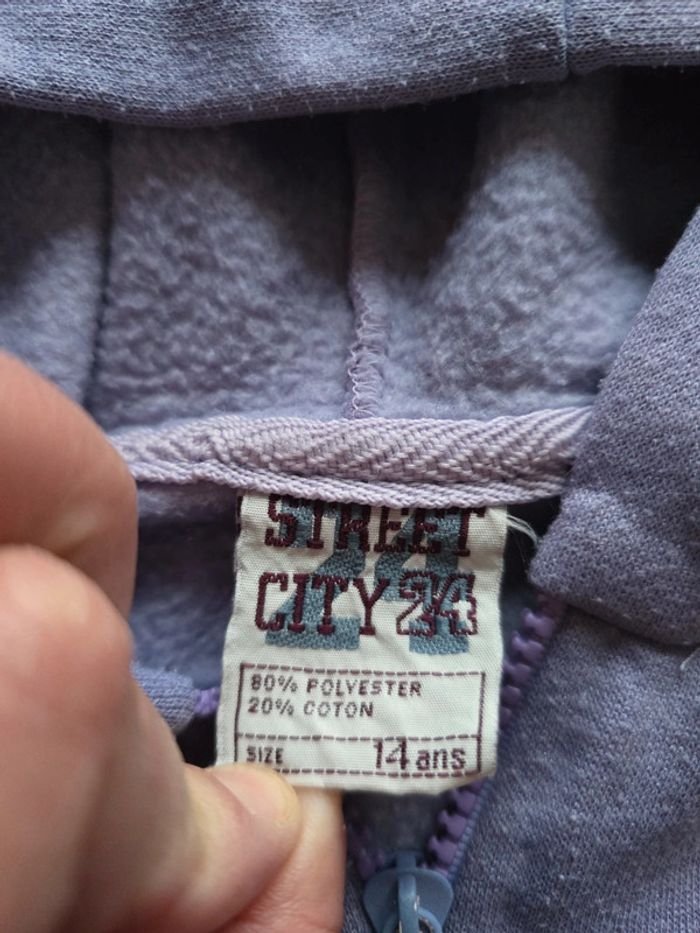 STREET
CITY 24
80% POLYESTER
20% COTON
SIZE 14 ans